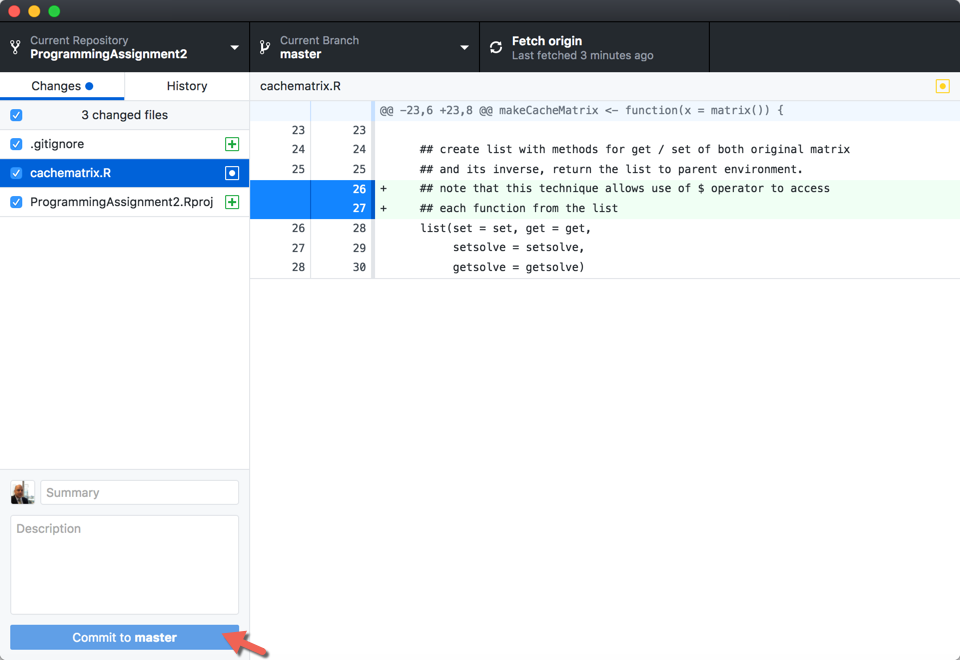 Current Repository
ProgrammingAssignment2
Current Branch
master
Fetch origin
Last fetched 3 minutes ago
Changes
History
cachematrix.R
3 changed files
.gitignore
cachematrix.R
ProgrammingAssignment2.Rproj
@@ -23,6 +23,8 @@ makeCacheMatrix <- function(x = matrix()) {
23 23
24 24 ## create list with methods for get / set of both original matrix
25 25 ## and its inverse, return the list to parent environment.
26 + ## note that this technique allows use of $ operator to access
27 + ## each function from the list
26 28 list(set = set, get = get,
27 29 setsolve = setsolve,
28 30 getsolve = getsolve)
Summary
Description
Commit to master